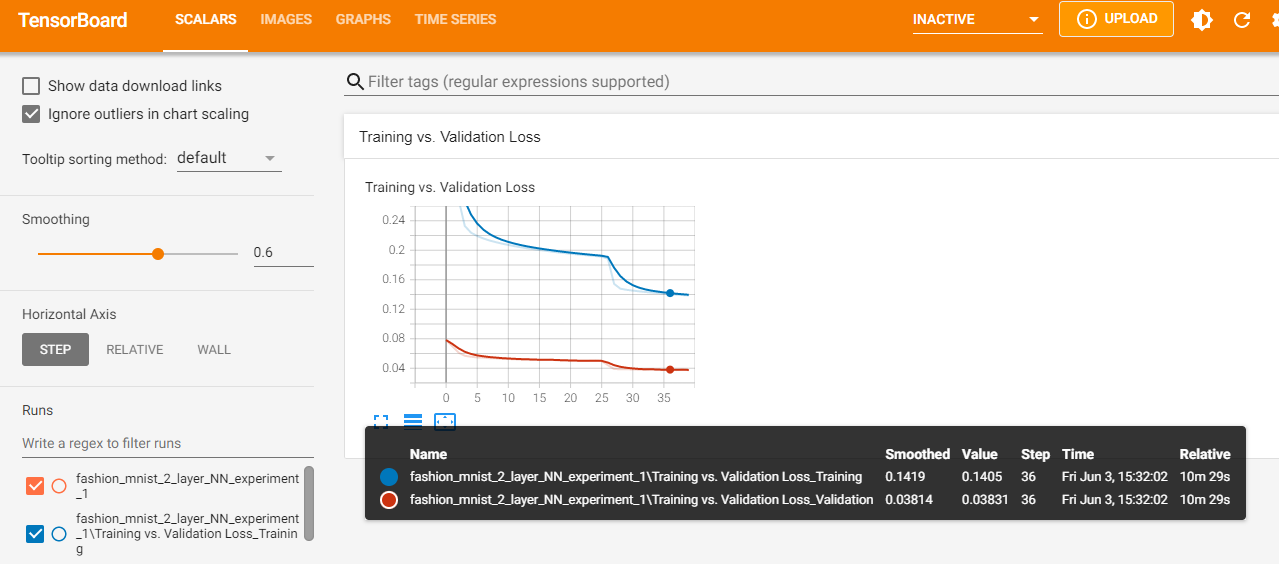 TensorBoard
SCALARS
IMAGES
GRAPHS
TIME SERIES
INACTIVE
UPLOAD
Show data download links
Ignore outliers in chart scaling
Tooltip sorting method: default
Smoothing
0.6
Horizontal Axis
STEP
RELATIVE
WALL
Runs
Write a regex to filter runs
fashion_mnist_2_layer_NN_experiment
_1
fashion_mnist_2_layer_NN_experiment
_1\Training vs. Validation Loss_Trainin
g
Filter tags (regular expressions supported)
Training vs. Validation Loss
Training vs. Validation Loss
0.24
0.2
0.16
0.12
0.08
0.04
0 5 10 15 20 25 30 35
Name Smoothed Value Step Time Relative
fashion_mnist_2_layer_NN_experiment_1\Training vs. Validation Loss_Training 0.1419 0.1405 36 Fri Jun 3, 15:32:02 10m 29s
fashion_mnist_2_layer_NN_experiment_1\Training vs. Validation Loss_Validation 0.03814 0.03831 36 Fri Jun 3, 15:32:02 10m 29s